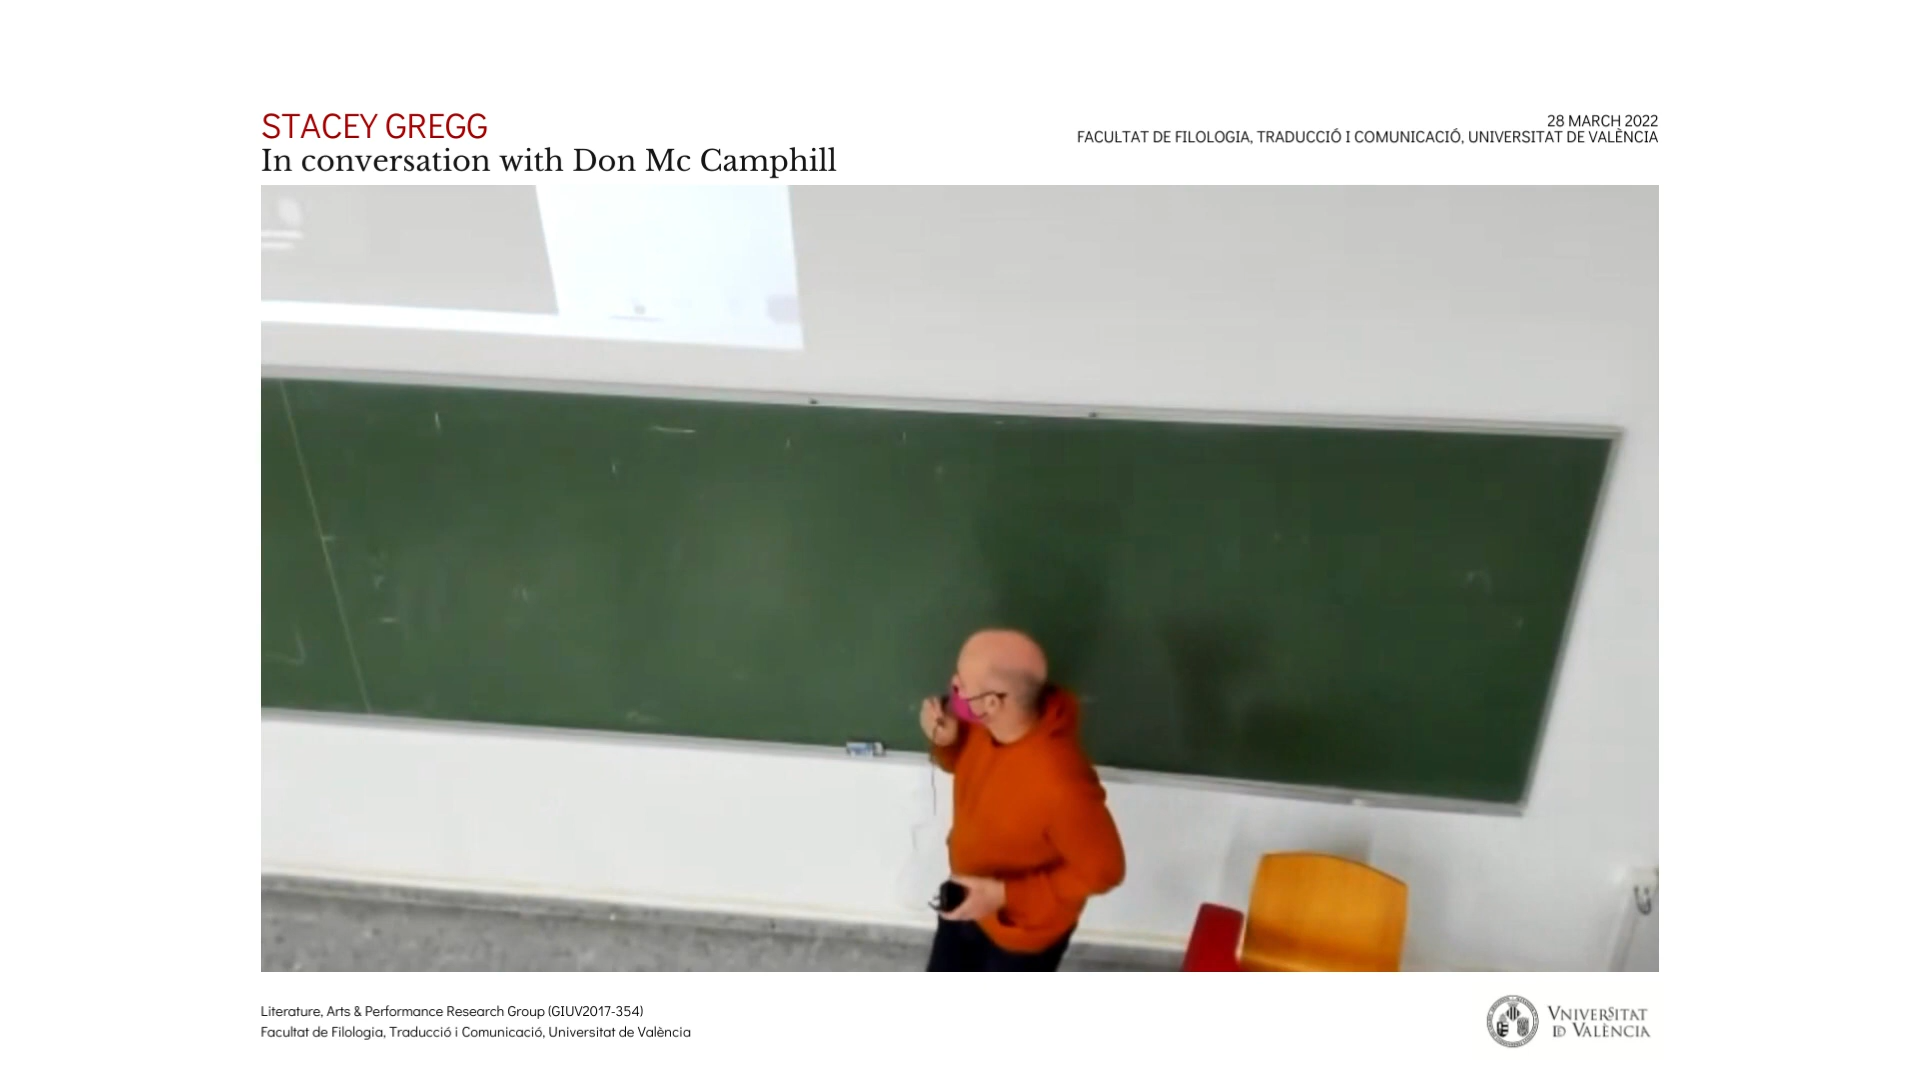 STACEY GREGG
In conversation with Don Mc Camphill
28 MARCH 2022
FACULTAT DE FILOLOGIA, TRADUCCIÓ I COMUNICACIÓ, UNIVERSITAT DE VALÈNCIA
Literature, Arts & Performance Research Group (GIUV2017-354)
Facultat de Filologia, Traducció i Comunicació, Universitat de València
VNIVERSITAT
ID VALÈNCIA